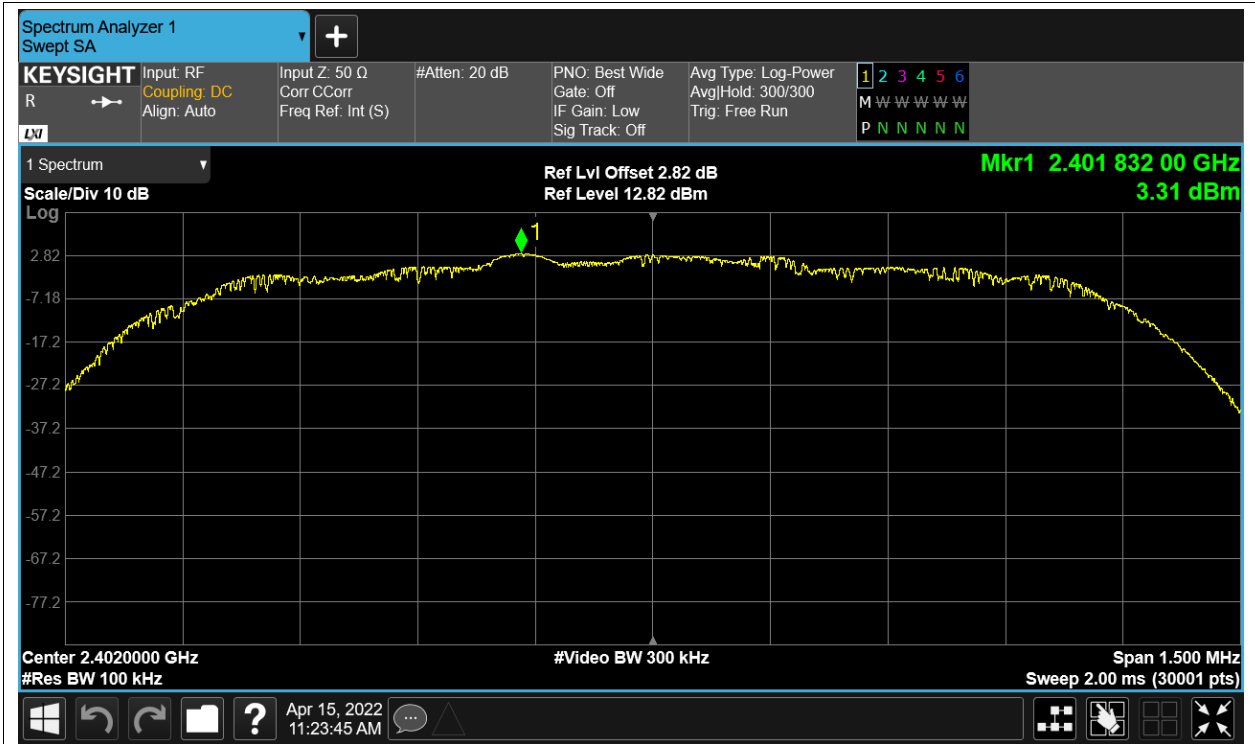 Spectrum Analyzer 1
Swept SA
+
KEYSIGHT
R
LXI
Input: RF
Coupling: DC
Align: Auto
Input Z: 50 Ω
Corr CCorr
Freq Ref: Int (S)
#Atten: 20 dB
PNO: Best Wide
Gate: Off
IF Gain: Low
Sig Track: Off
Avg Type: Log-Power
Avg|Hold: 300/300
Trig: Free Run
1 2 3 4 5 6
M W W W W W
P N N N N N
1 Spectrum
Scale/Div 10 dB
Log
Ref Lvl Offset 2.82 dB
Ref Level 12.82 dBm
Mkr1 2.401 832 00 GHz
3.31 dBm
1
2.82
-7.18
-17.2
-27.2
-37.2
-47.2
-57.2
-67.2
-77.2
Center 2.4020000 GHz
#Res BW 100 kHz
#Video BW 300 kHz
Span 1.500 MHz
Sweep 2.00 ms (30001 pts)
?
Apr 15, 2022
11:23:45 AM